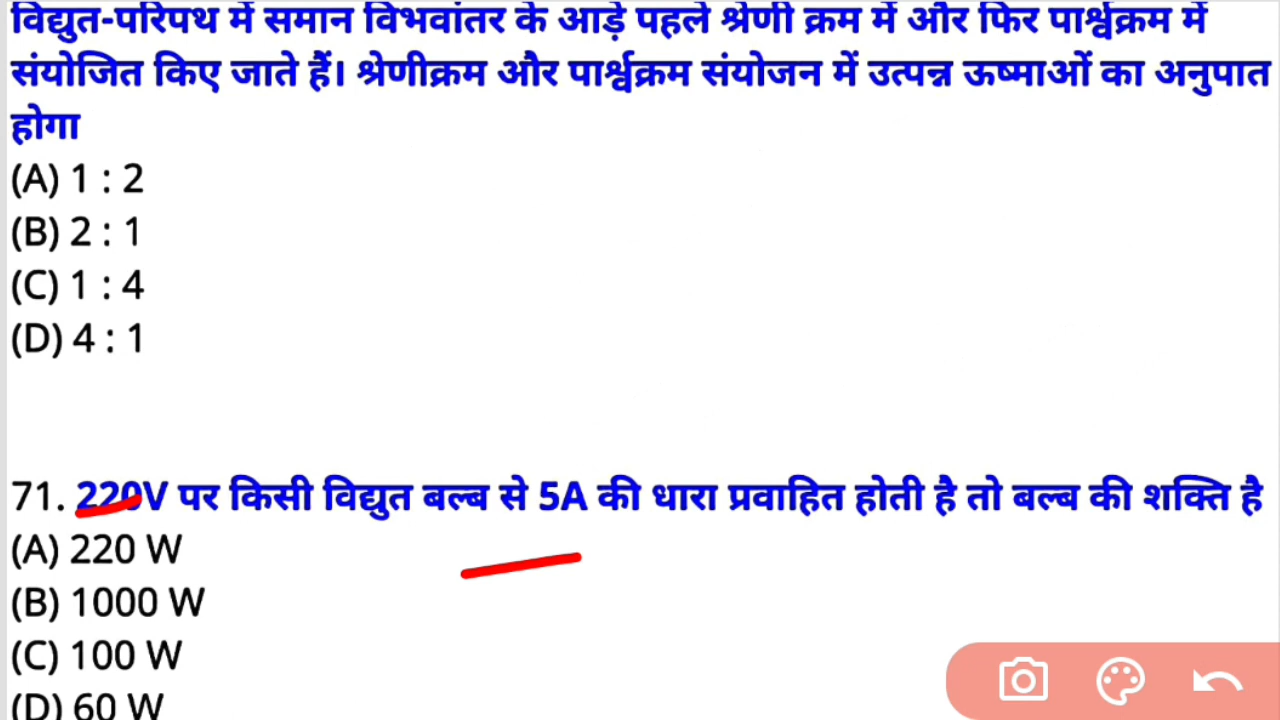 विद्युत-परिपथ में समान विभवांतर के आड़े पहले श्रेणी क्रम में और फिर पार्श्वक्रम में
संयोजित किए जाते हैं। श्रेणीक्रम और पार्श्वक्रम संयोजन में उत्पन्न ऊष्माओं का अनुपात
होगा
(A) 1 : 2
(B) 2 : 1
(C) 1 : 4
(D) 4 : 1
71. 220V पर किसी विद्युत बल्ब से 5A की धारा प्रवाहित होती है तो बल्ब की शक्ति है
(A) 220 W
(B) 1000 W
(C) 100 W
(D) 60 W